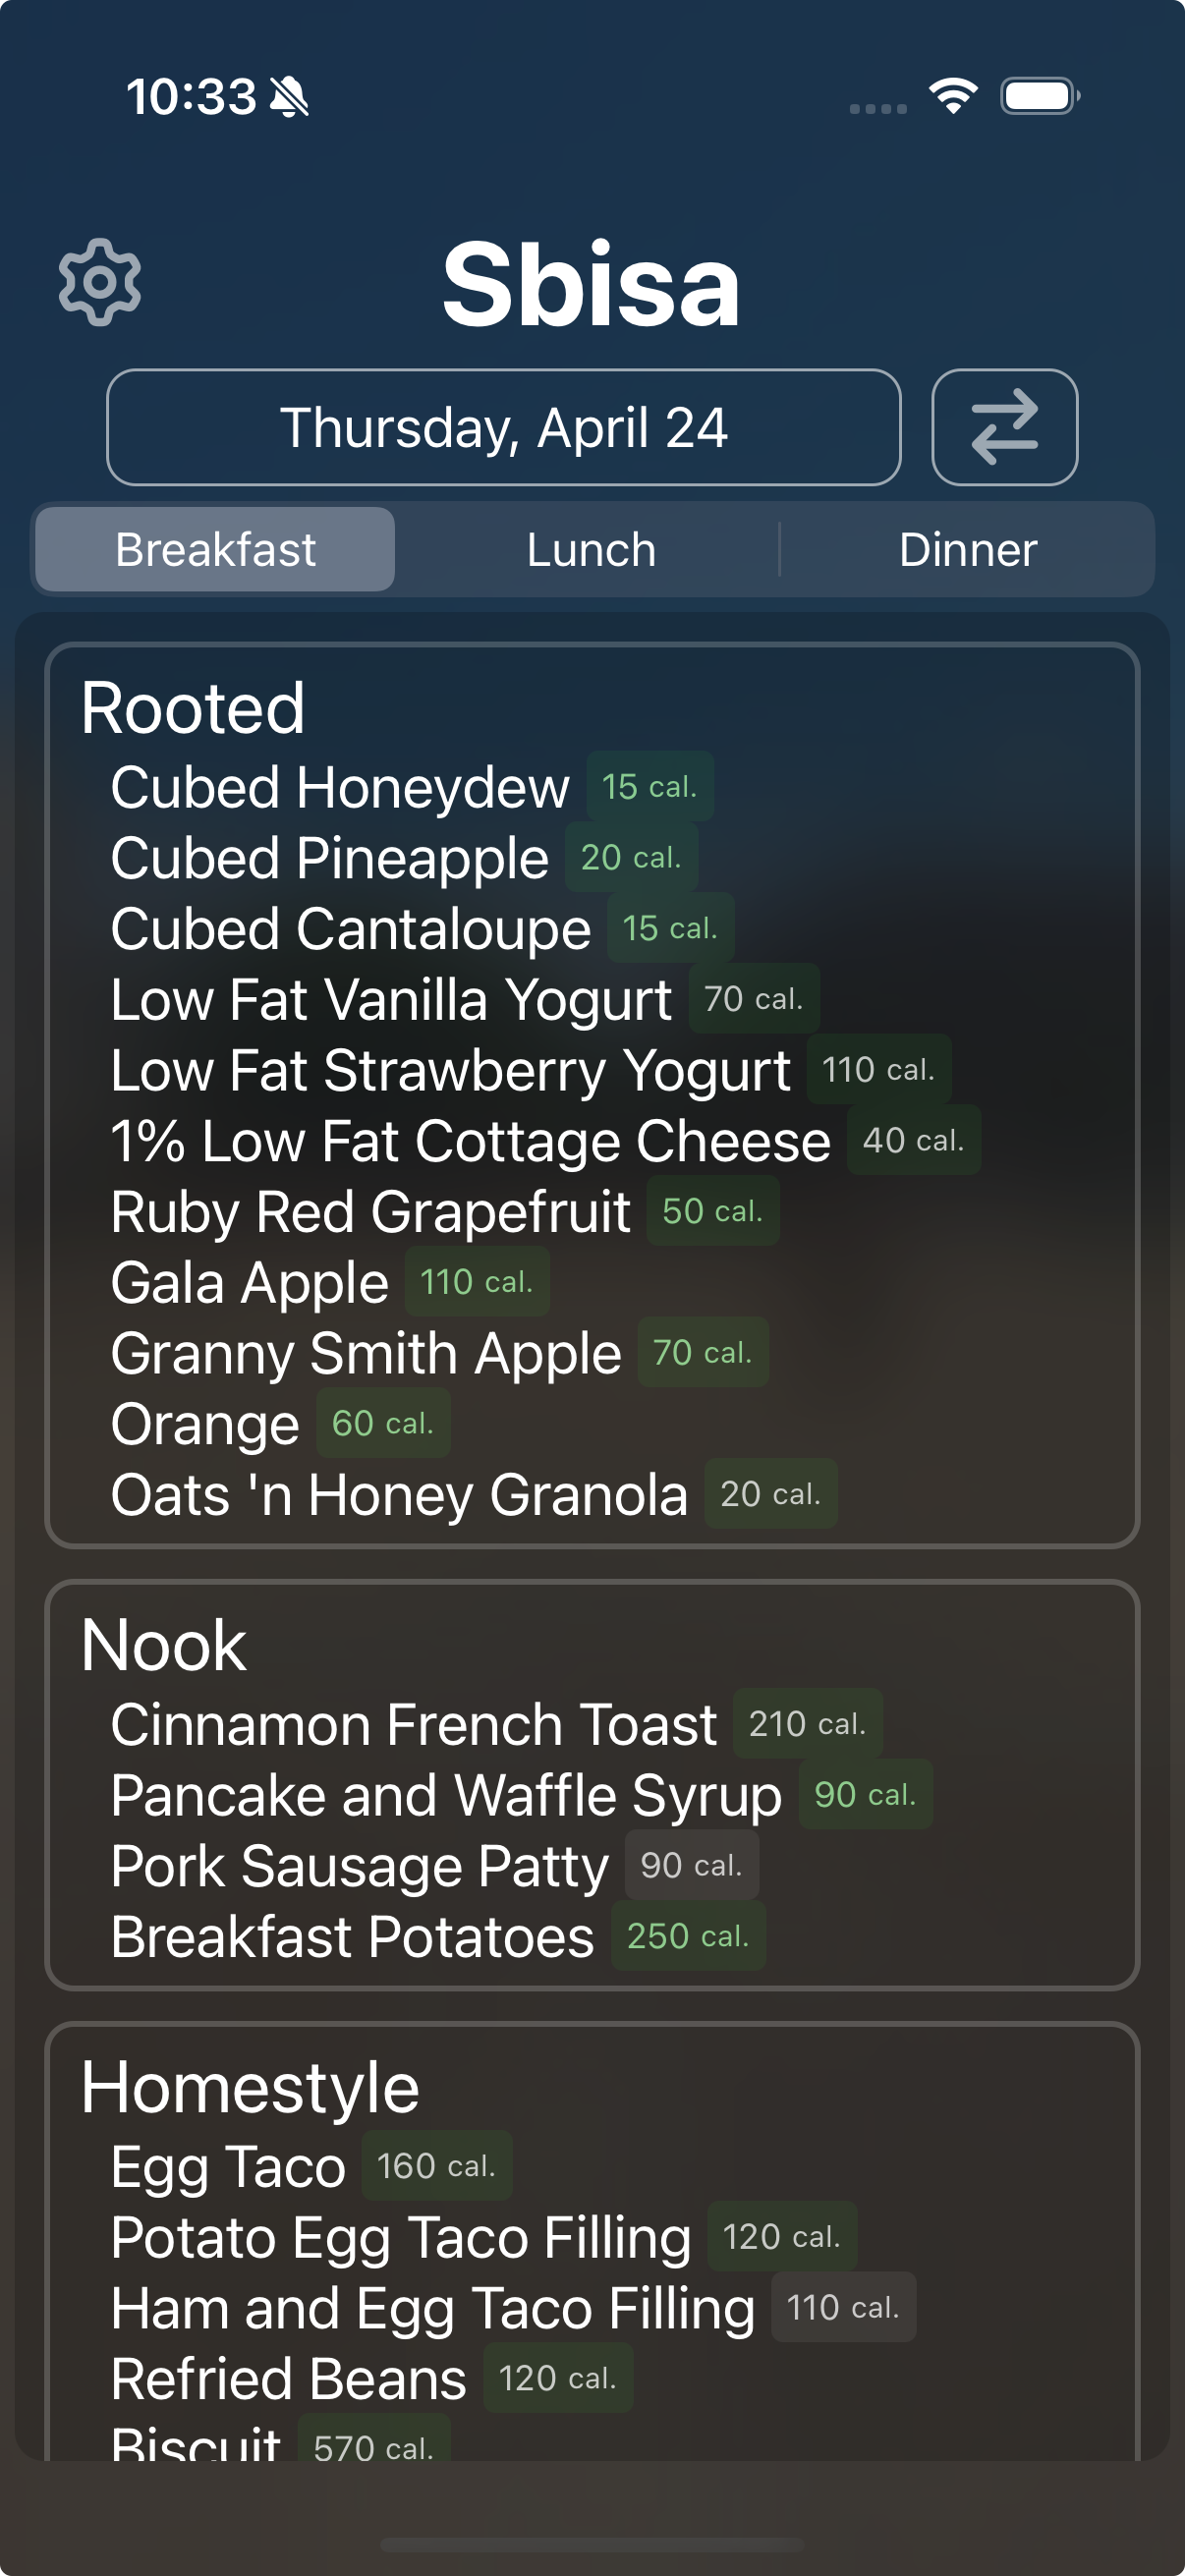 10:33
Sbisa
Thursday, April 24
Breakfast Lunch Dinner
Rooted
Cubed Honeydew 15 cal.
Cubed Pineapple 20 cal.
Cubed Cantaloupe 15 cal.
Low Fat Vanilla Yogurt 70 cal.
Low Fat Strawberry Yogurt 110 cal.
1% Low Fat Cottage Cheese 40 cal.
Ruby Red Grapefruit 50 cal.
Gala Apple 110 cal.
Granny Smith Apple 70 cal.
Orange 60 cal.
Oats 'n Honey Granola 20 cal.
Nook
Cinnamon French Toast 210 cal.
Pancake and Waffle Syrup 90 cal.
Pork Sausage Patty 90 cal.
Breakfast Potatoes 250 cal.
Homestyle
Egg Taco 160 cal.
Potato Egg Taco Filling 120 cal.
Ham and Egg Taco Filling 110 cal.
Refried Beans 120 cal.
Biscuit 570 cal.